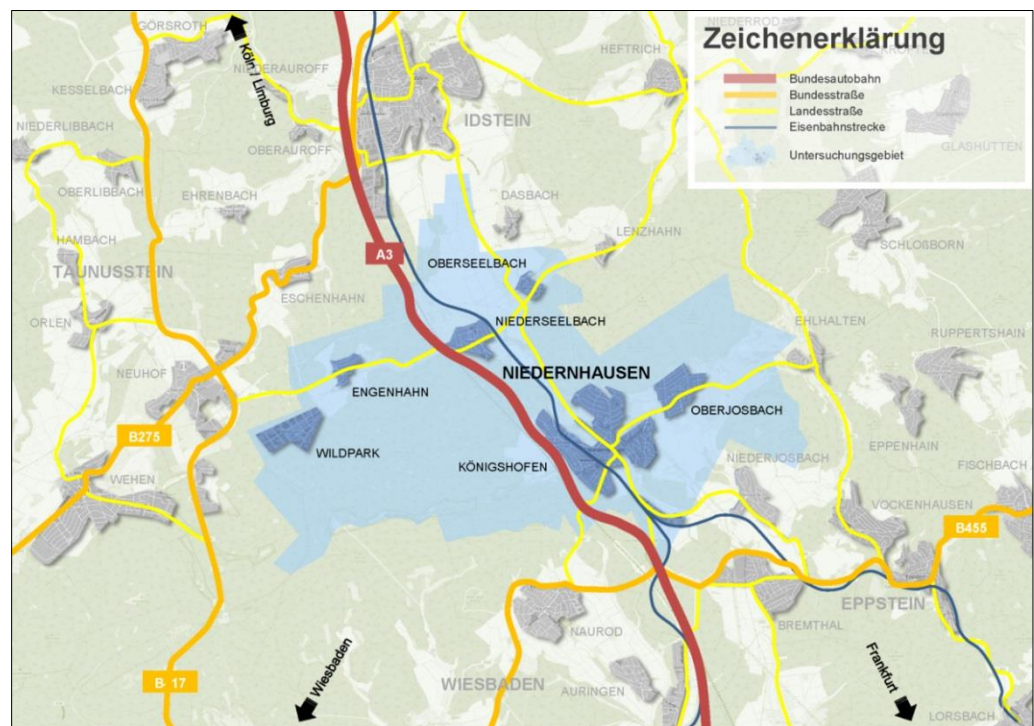 GÖRSROTH
Köln / Limburg
NIEDERAUROFF
KESSELBACH
IDSTEIN
HEFTRICH
NIEDERROD
Zeichenerklärung
Bundesautobahn
Bundesstraße
Landesstraße
Eisenbahnstrecke
Untersuchungsgebiet
GLASHÜTTEN
NIEDERLIBBACH
OBERAUROFF
OBERLIBBACH
EHRENBACH
DASBACH
LENZHAHN
SCHLOßBORN
HAMBACH
TAUNUSSTEIN
A3
OBERSEELBACH
ESCHENHAHN
ORLEN
NIEDERSEELBACH
EHLHALTEN
RUPPERTSHAIN
NEUHOF
ENGENHAHN
NIEDERNHAUSEN
OBERJOSBACH
B275
WILDPARK
KÖNIGSHOFEN
EPPENHAIN
NIEDERJOSBACH
FISCHBACH
WEHEN
VOCKENHAUSEN
B455
EPPSTEIN
NAUROD
BREMTHAL
Wiesbaden
Frankfurt
B417
WIESBADEN
AURINGEN
LORSBACH